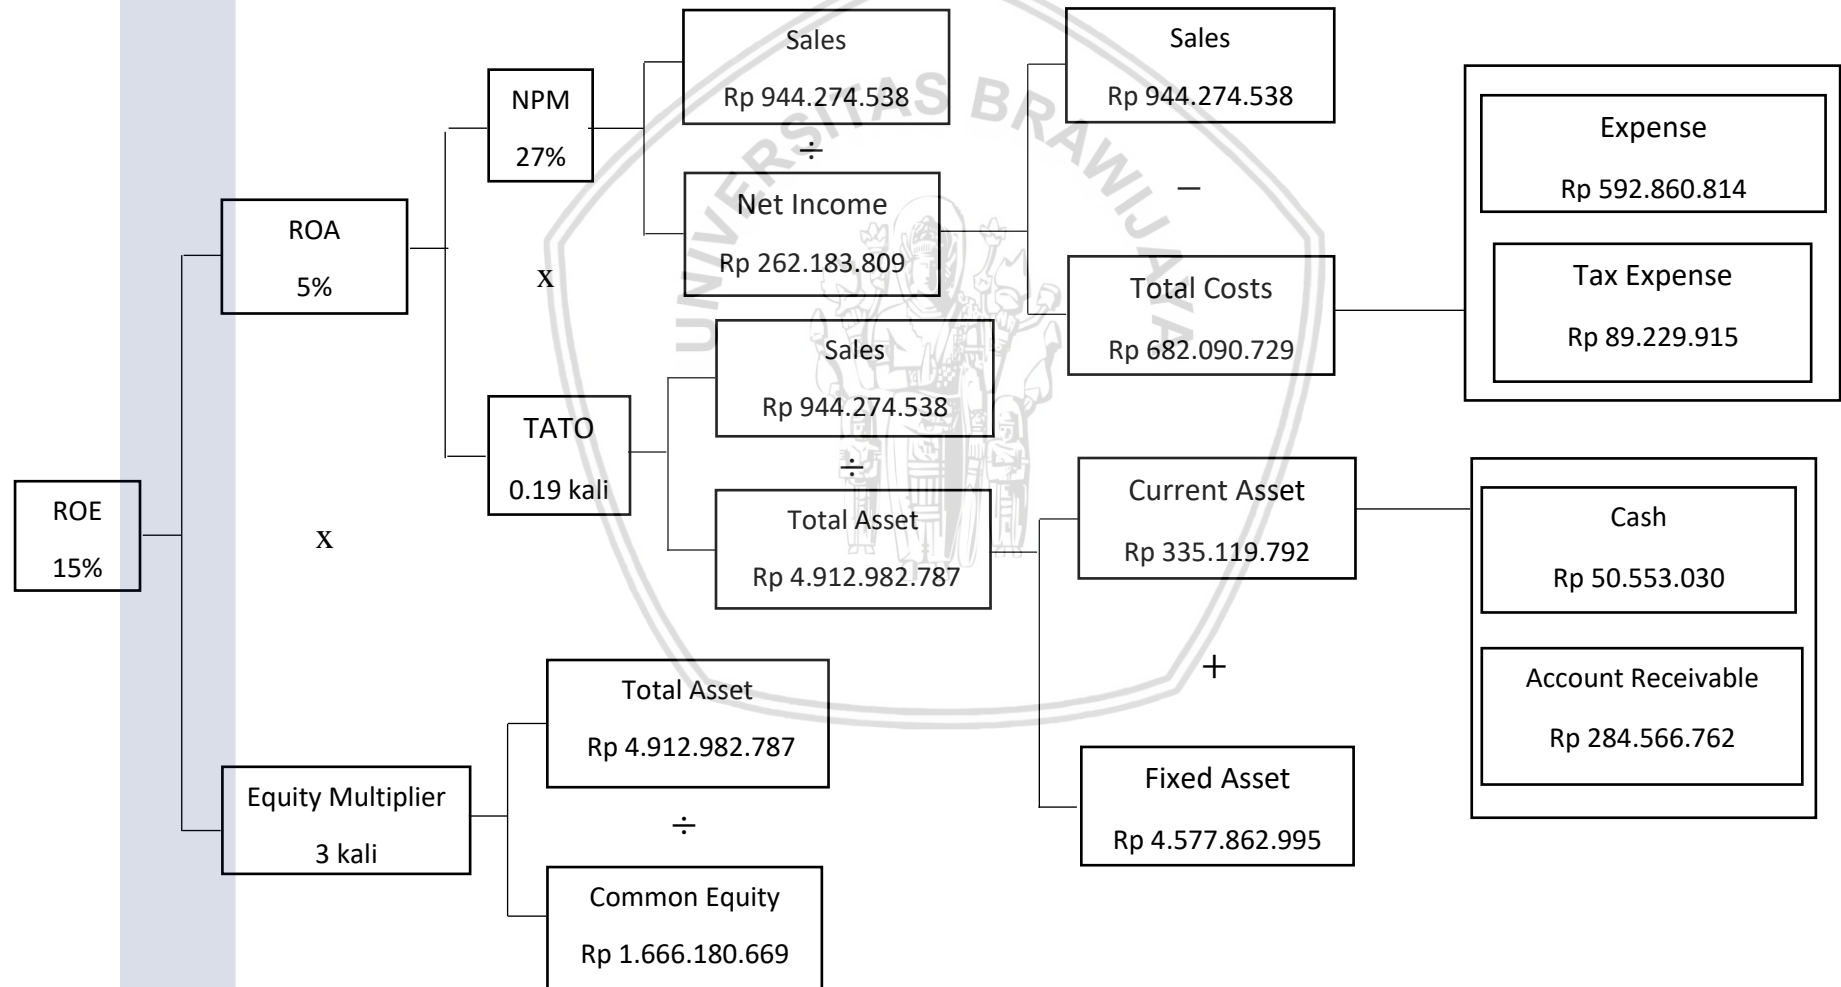 Sales
Rp 944.274.538
÷
Net Income
Rp 262.183.809
NPM
27%
x
ROA
5%
Sales
Rp 944.274.538
–
Total Costs
Rp 682.090.729
Expense
Rp 592.860.814
Tax Expense
Rp 89.229.915
TATO
0.19 kali
Sales
Rp 944.274.538
÷
Total Asset
Rp 4.912.982.787
Current Asset
Rp 335.119.792
+
Fixed Asset
Rp 4.577.862.995
Cash
Rp 50.553.030
Account Receivable
Rp 284.566.762
ROE
15%
x
Equity Multiplier
3 kali
Total Asset
Rp 4.912.982.787
÷
Common Equity
Rp 1.666.180.669
UNIVERSITAS BRAWIJAYA